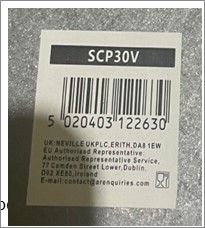 SCP30V
5 020403 122630
UK: NEVILLE UK PLC, ERITH, DA8 1EW
EU Authorised Representative:
Authorised Representative Service,
77 Camden Street Lower, Dublin,
D02 XE80, Ireland
E-mail:contact@arenquiries.com